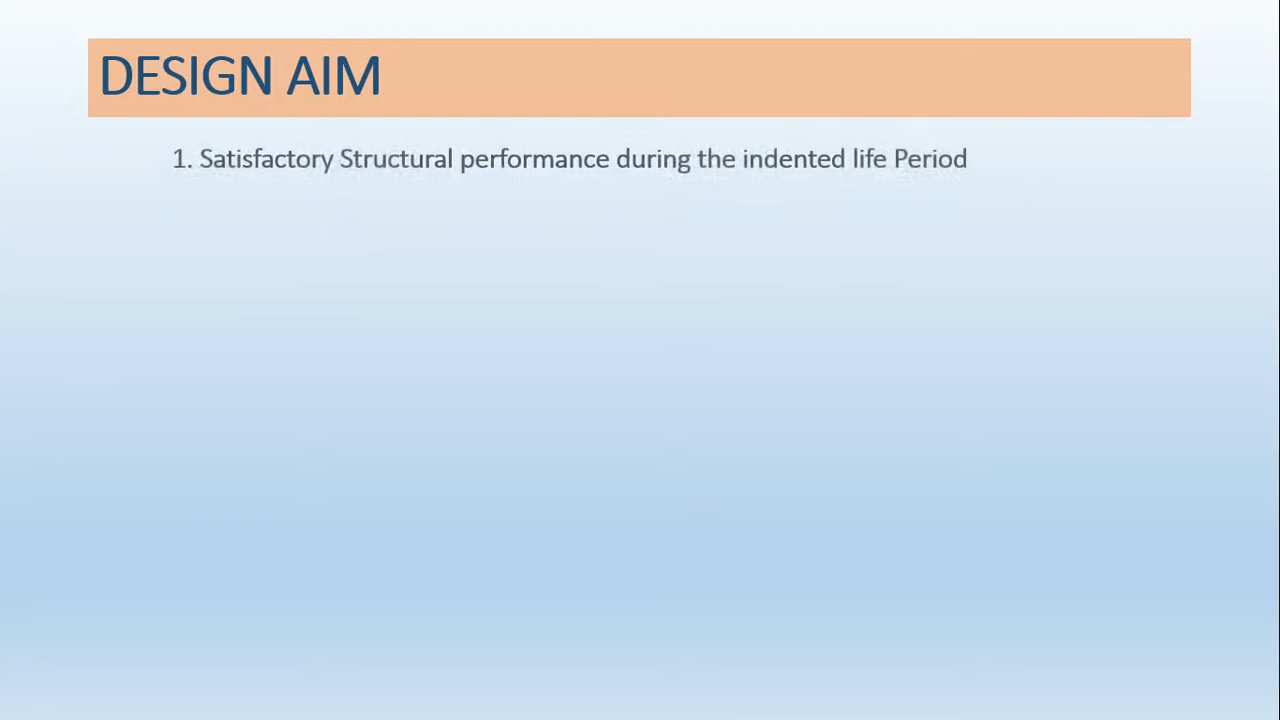 DESIGN AIM
1. Satisfactory Structural performance during the indented life Period